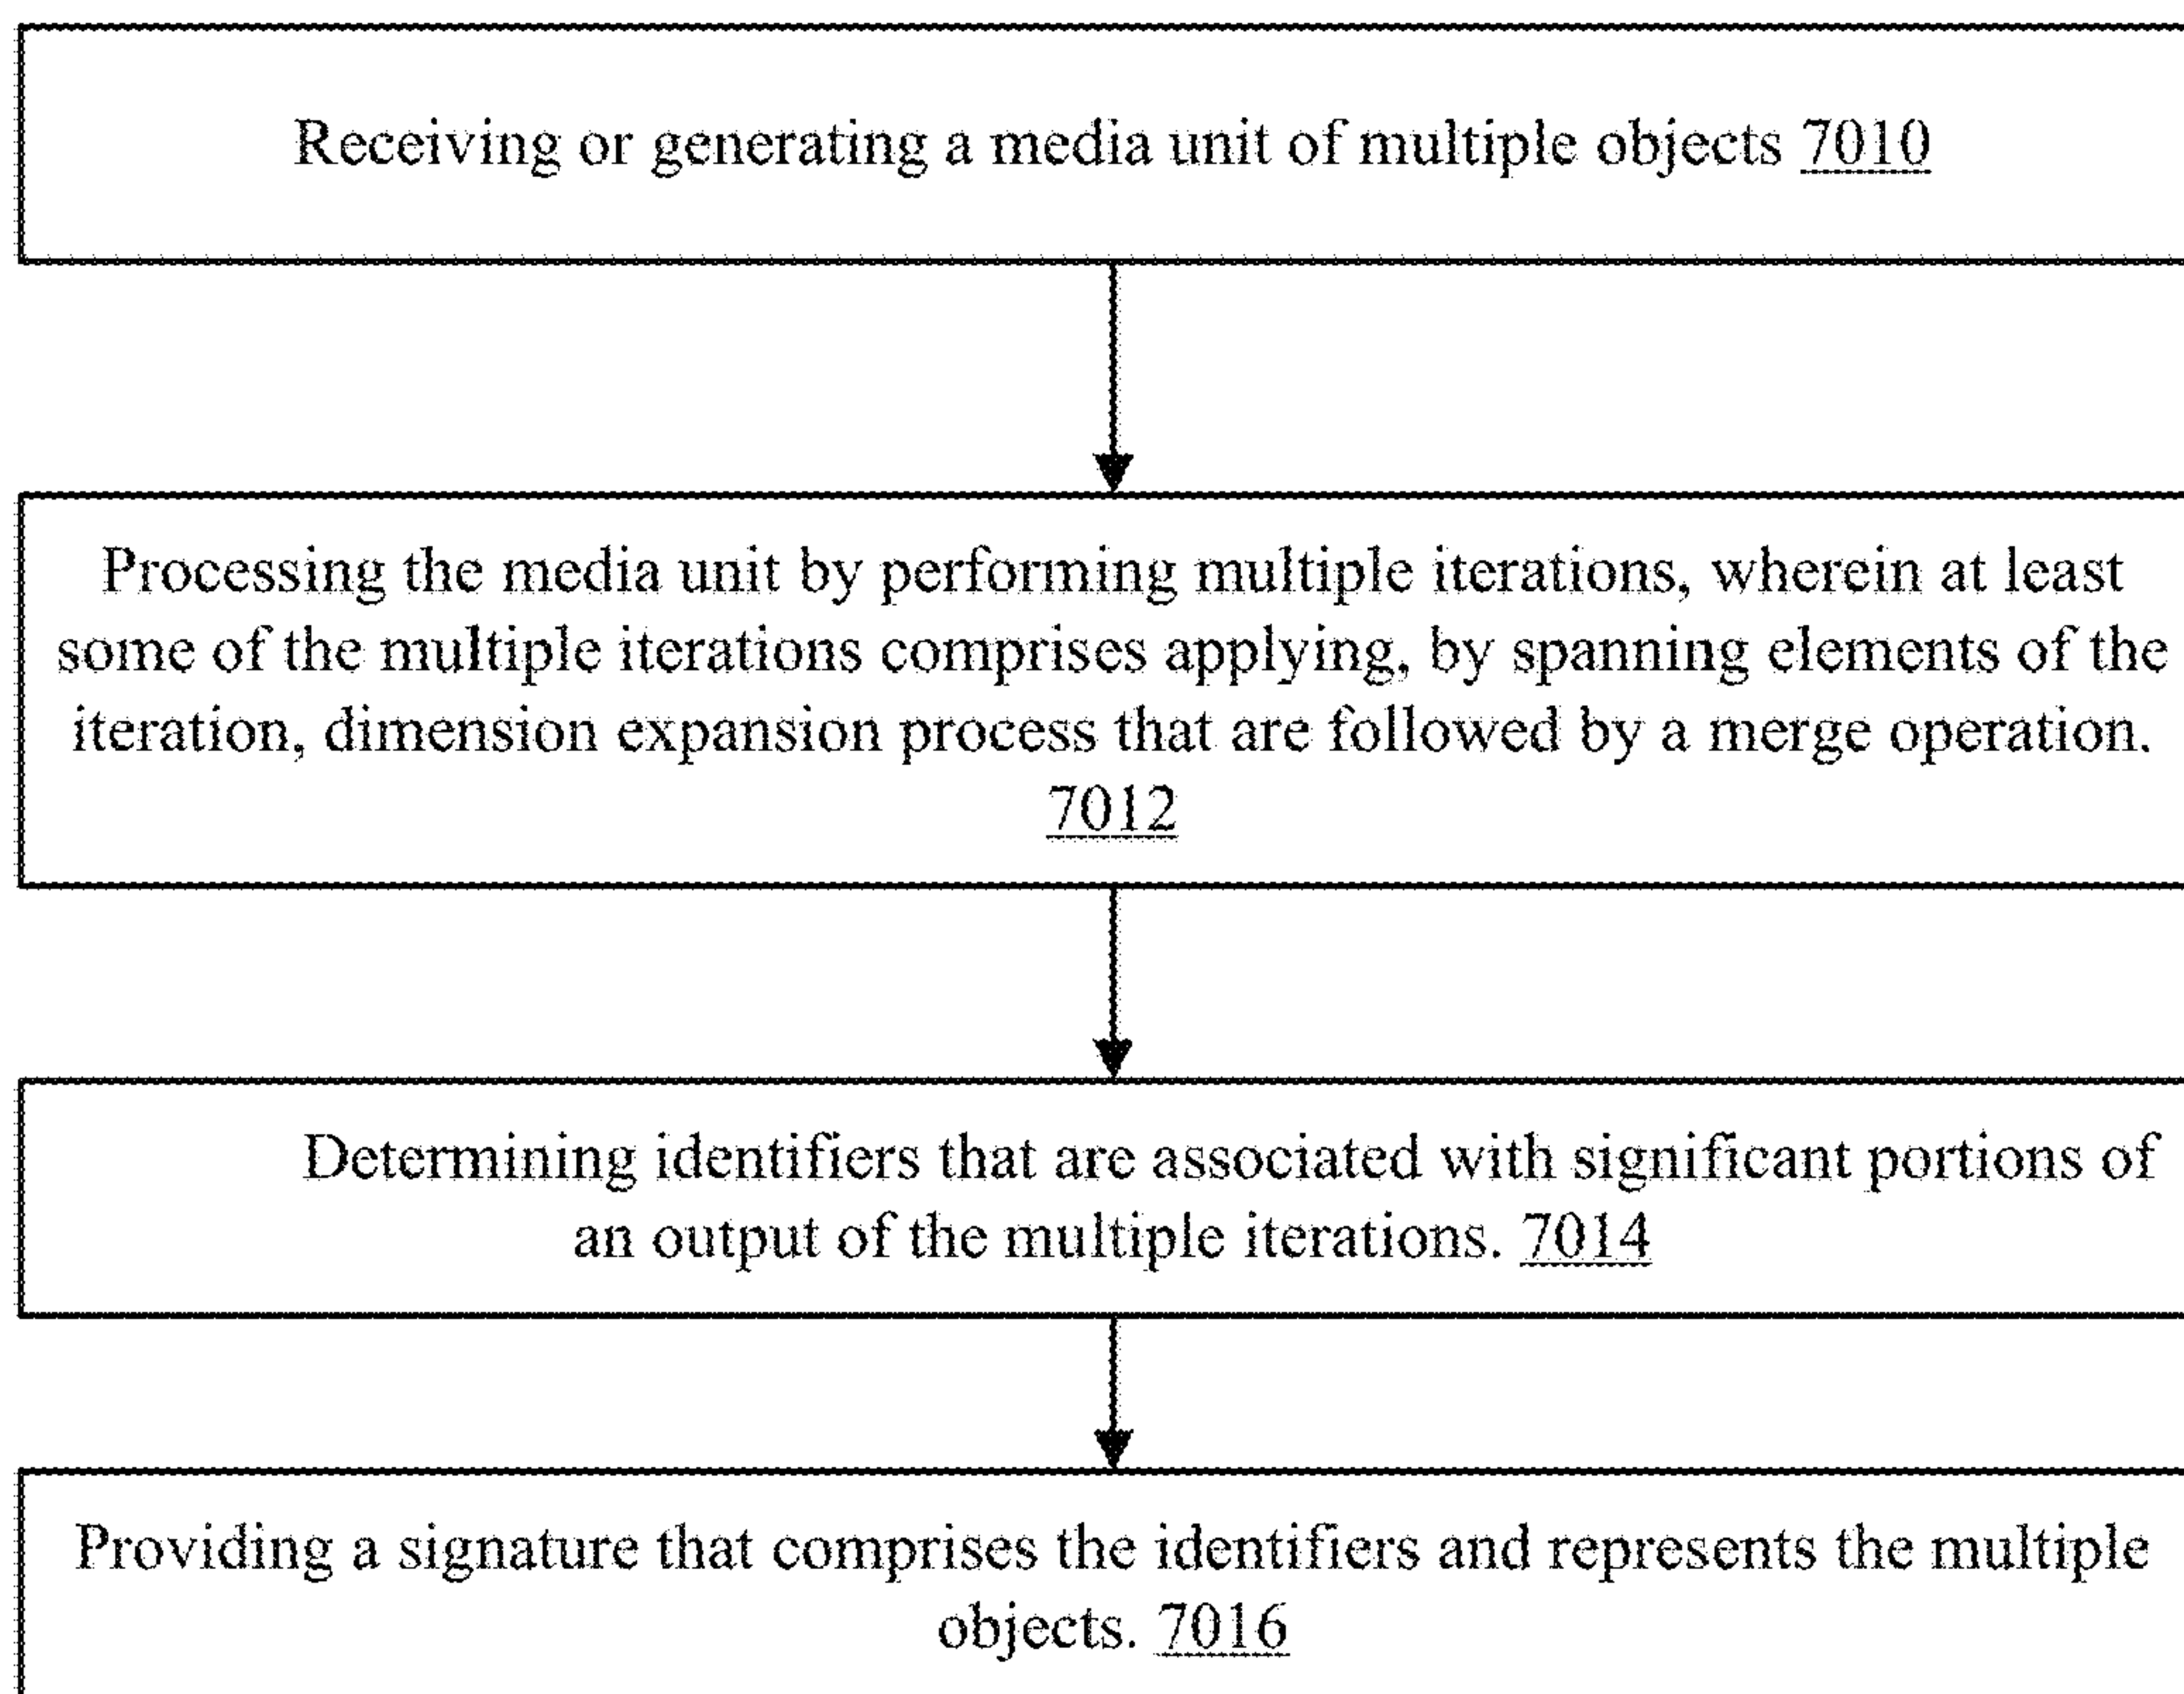 Receiving or generating a media unit of multiple objects 7010
Processing the media unit by performing multiple iterations, wherein at least
some of the multiple iterations comprises applying, by spanning elements of the
iteration, dimension expansion process that are followed by a merge operation.
7012
Determining identifiers that are associated with significant portions of
an output of the multiple iterations. 7014
Providing a signature that comprises the identifiers and represents the multiple
objects. 7016